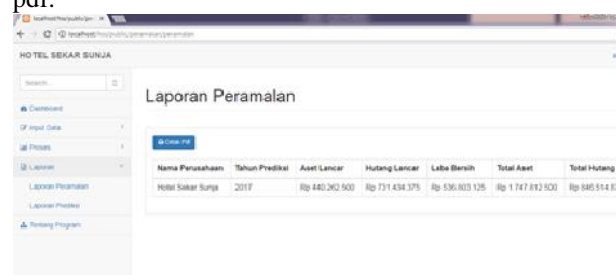 pdf.
HOTEL SEKAR SUNJA
Search...
Laporan Peramalan
Dashboard
Input Data
Cetak Pdf
Proses
Nama Perusahaan Tahun Prediksi Aset Lancar Hutang Lancar Laba Bersih Total Aset Total Hutang
Laporan
Hotel Sekar Sunja 2017 Rp 440.262.500 Rp 731.434.375 Rp 536.803.125 Rp 1.747.812.500
Laporan Peramalan
Laporan Prediksi
Tentang Program